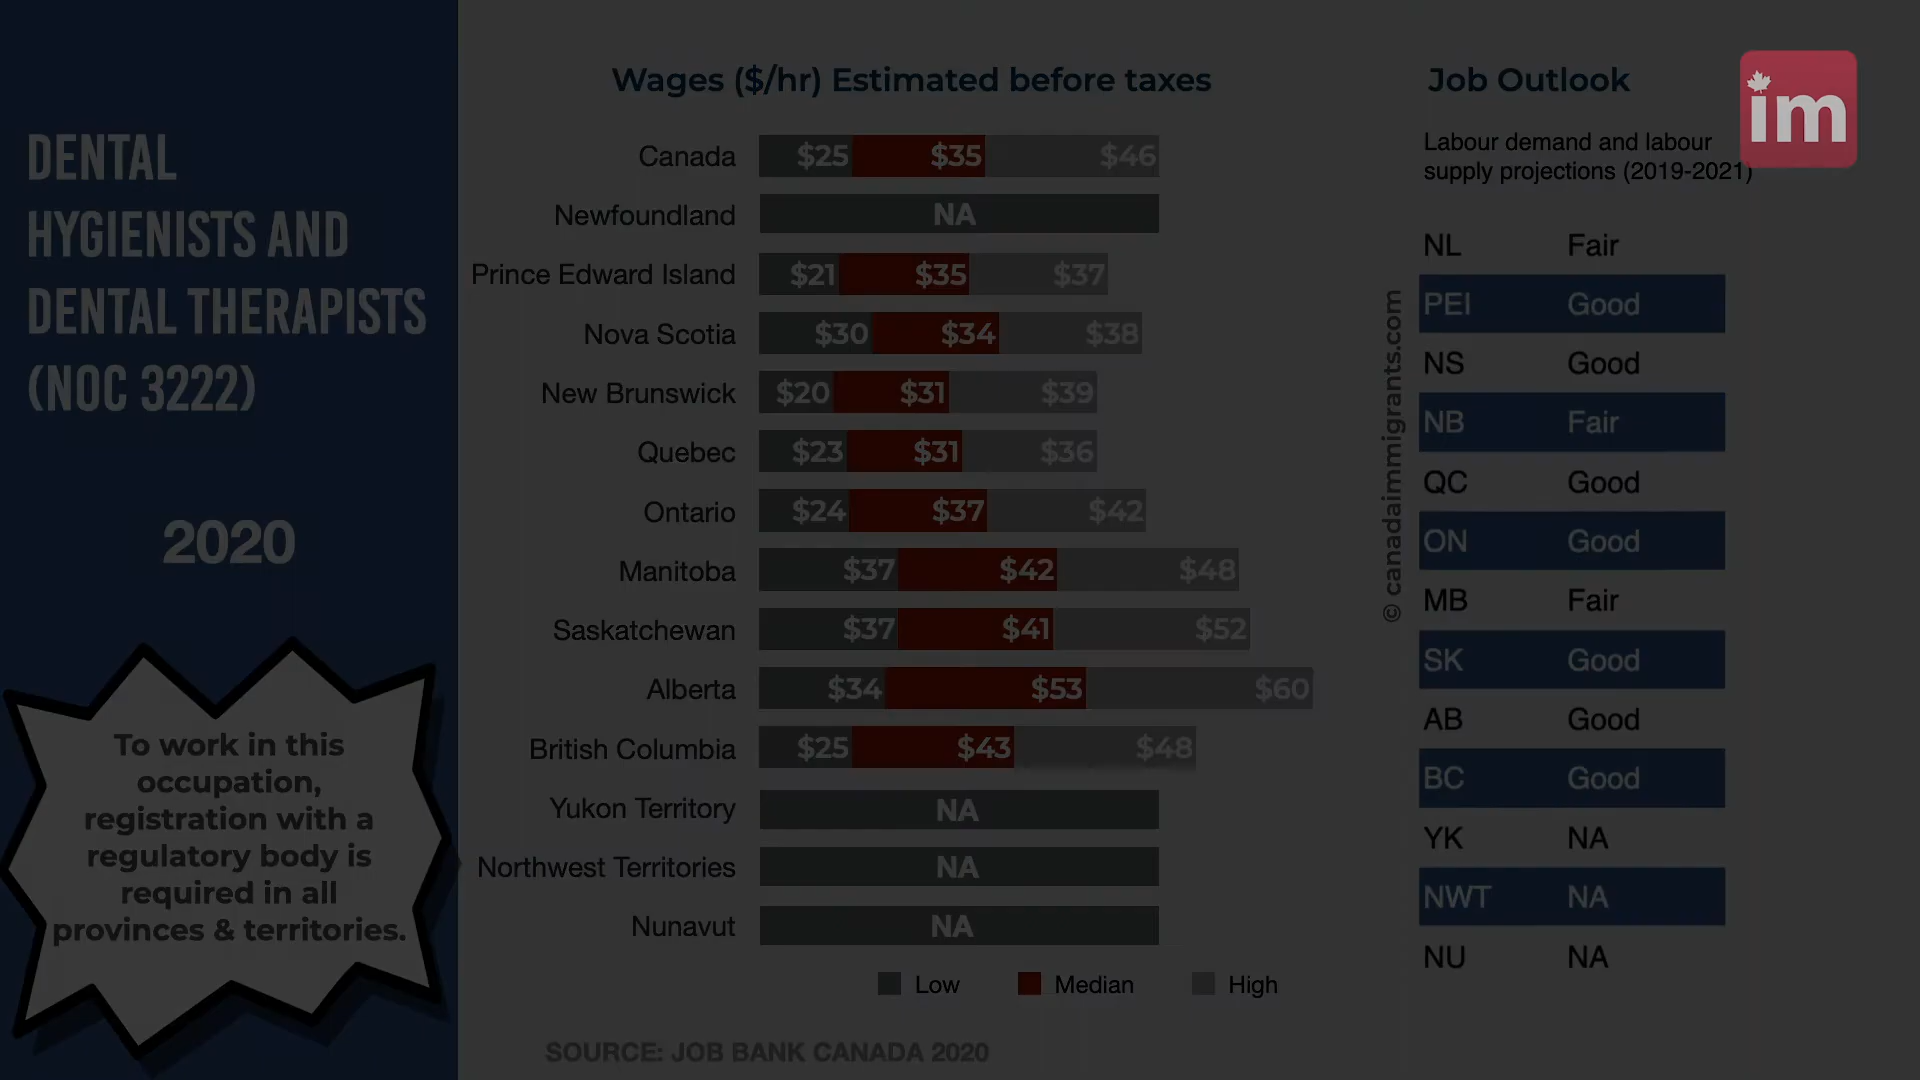 DENTAL
HYGIENISTS AND
DENTAL THERAPISTS
(NOC 3222)
2020
To work in this
occupation,
registration with a
regulatory body is
required in all
provinces & territories.
Wages ($/hr) Estimated before taxes
Canada $25 $35 $46
Newfoundland NA
Prince Edward Island $21 $35 $37
Nova Scotia $30 $34 $38
New Brunswick $20 $31 $39
Quebec $23 $31 $36
Ontario $24 $37 $42
Manitoba $37 $42 $48
Saskatchewan $37 $41 $52
Alberta $34 $53 $60
British Columbia $25 $43 $48
Yukon Territory NA
Northwest Territories NA
Nunavut NA
Low Median High
SOURCE: JOB BANK CANADA 2020
© canadaimmigrants.com
Job Outlook
im
Labour demand and labour
supply projections (2019-2021)
NL Fair
PEI Good
NS Good
NB Fair
QC Good
ON Good
MB Fair
SK Good
AB Good
BC Good
YK NA
NWT NA
NU NA